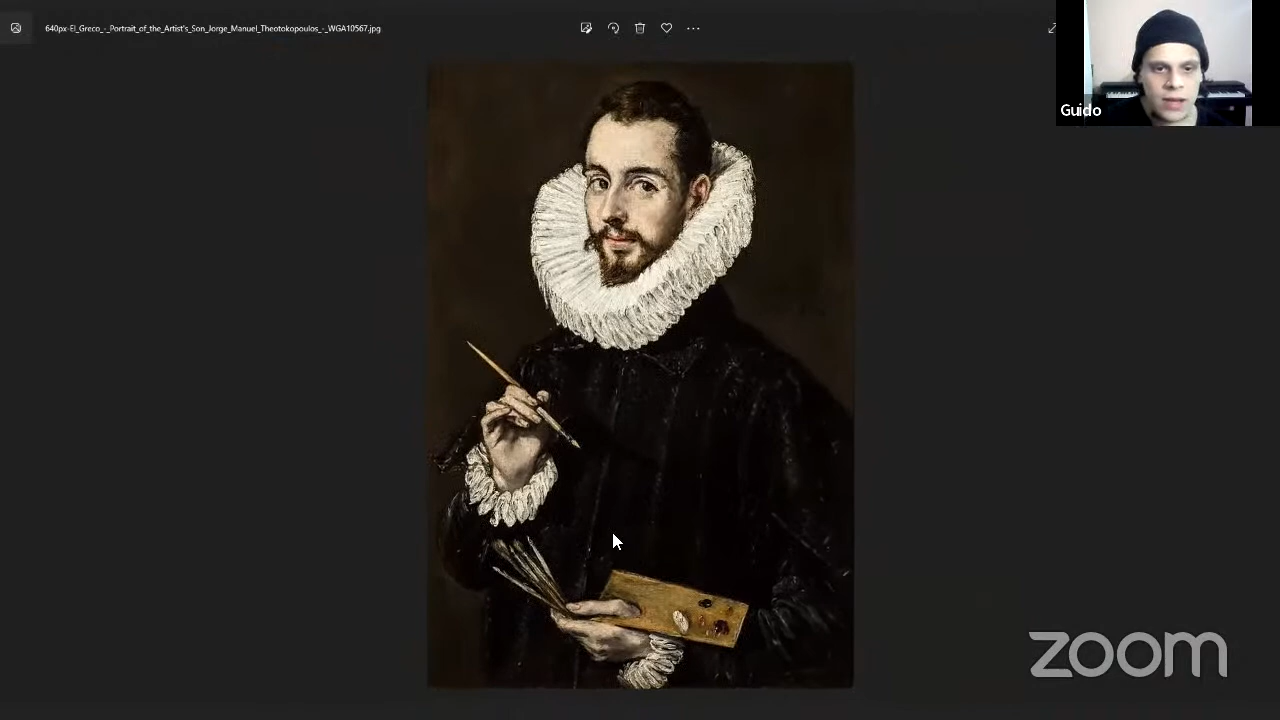 640px-El_Greco_-_Portrait_of_the_Artist's_Son_Jorge_Manuel_Theotokopoulos_-_WGA10567.jpg
Guido
zoom